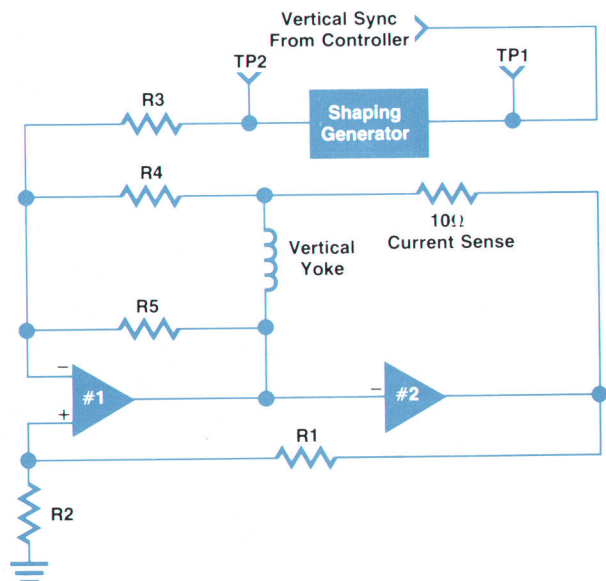 Vertical Sync
From Controller
TP2
TP1
R3
Shaping
Generator
R4
10Ω
Current Sense
Vertical
Yoke
R5
−
#1
+
−
#2
R1
R2